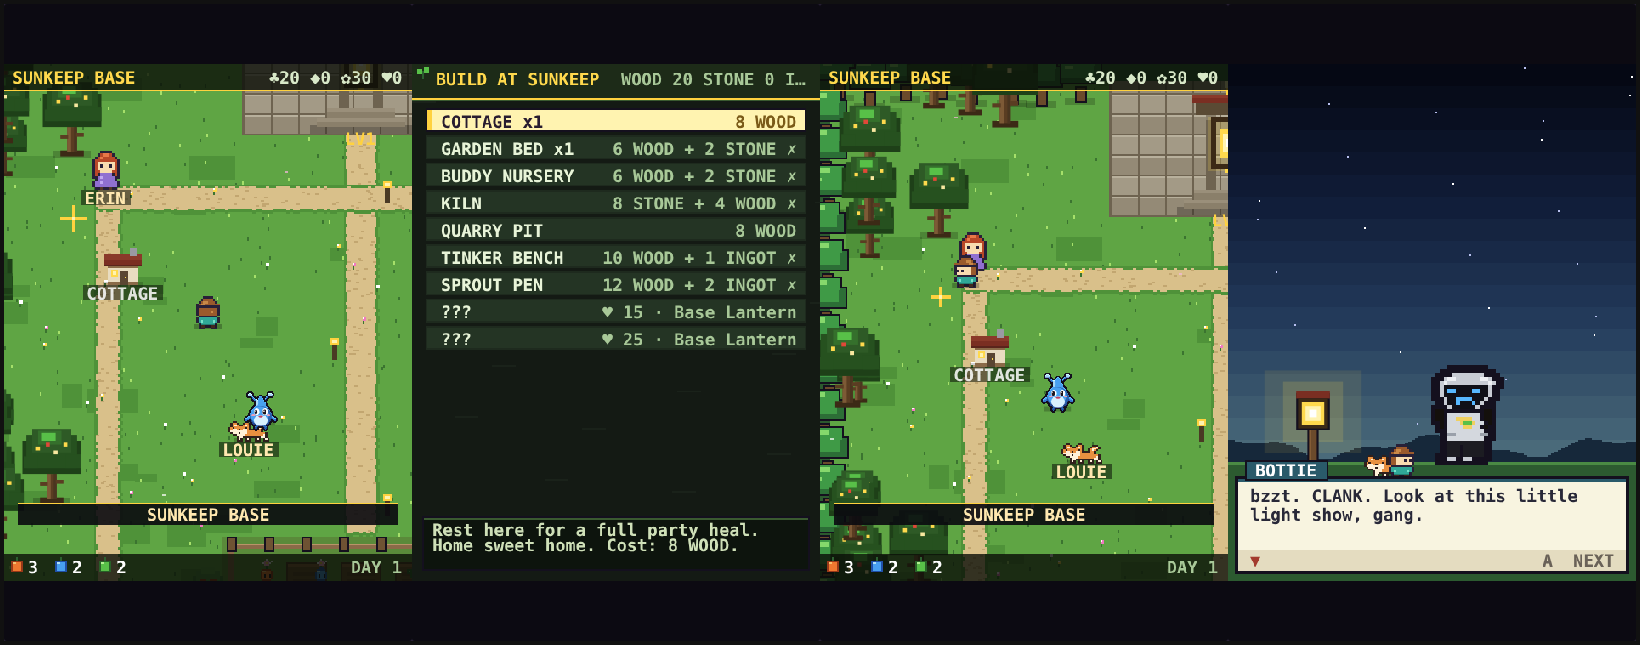 SUNKEEP BASE
♣20 ◆0 ✿30 ♥0
LV1
ERIN
COTTAGE
LOUIE
SUNKEEP BASE
3 2 2
DAY 1
BUILD AT SUNKEEP WOOD 20 STONE 0 I…
COTTAGE x1 8 WOOD
GARDEN BED x1 6 WOOD + 2 STONE ✗
BUDDY NURSERY 6 WOOD + 2 STONE ✗
KILN 8 STONE + 4 WOOD ✗
QUARRY PIT 8 WOOD
TINKER BENCH 10 WOOD + 1 INGOT ✗
SPROUT PEN 12 WOOD + 2 INGOT ✗
??? ♥ 15 · Base Lantern
??? ♥ 25 · Base Lantern
Rest here for a full party heal.
Home sweet home. Cost: 8 WOOD.
SUNKEEP BASE
♣20 ◆0 ✿30 ♥0
COTTAGE
LOUIE
SUNKEEP BASE
3 2 2
DAY 1
BOTTIE
bzzt. CLANK. Look at this little
light show, gang.
▼ A NEXT